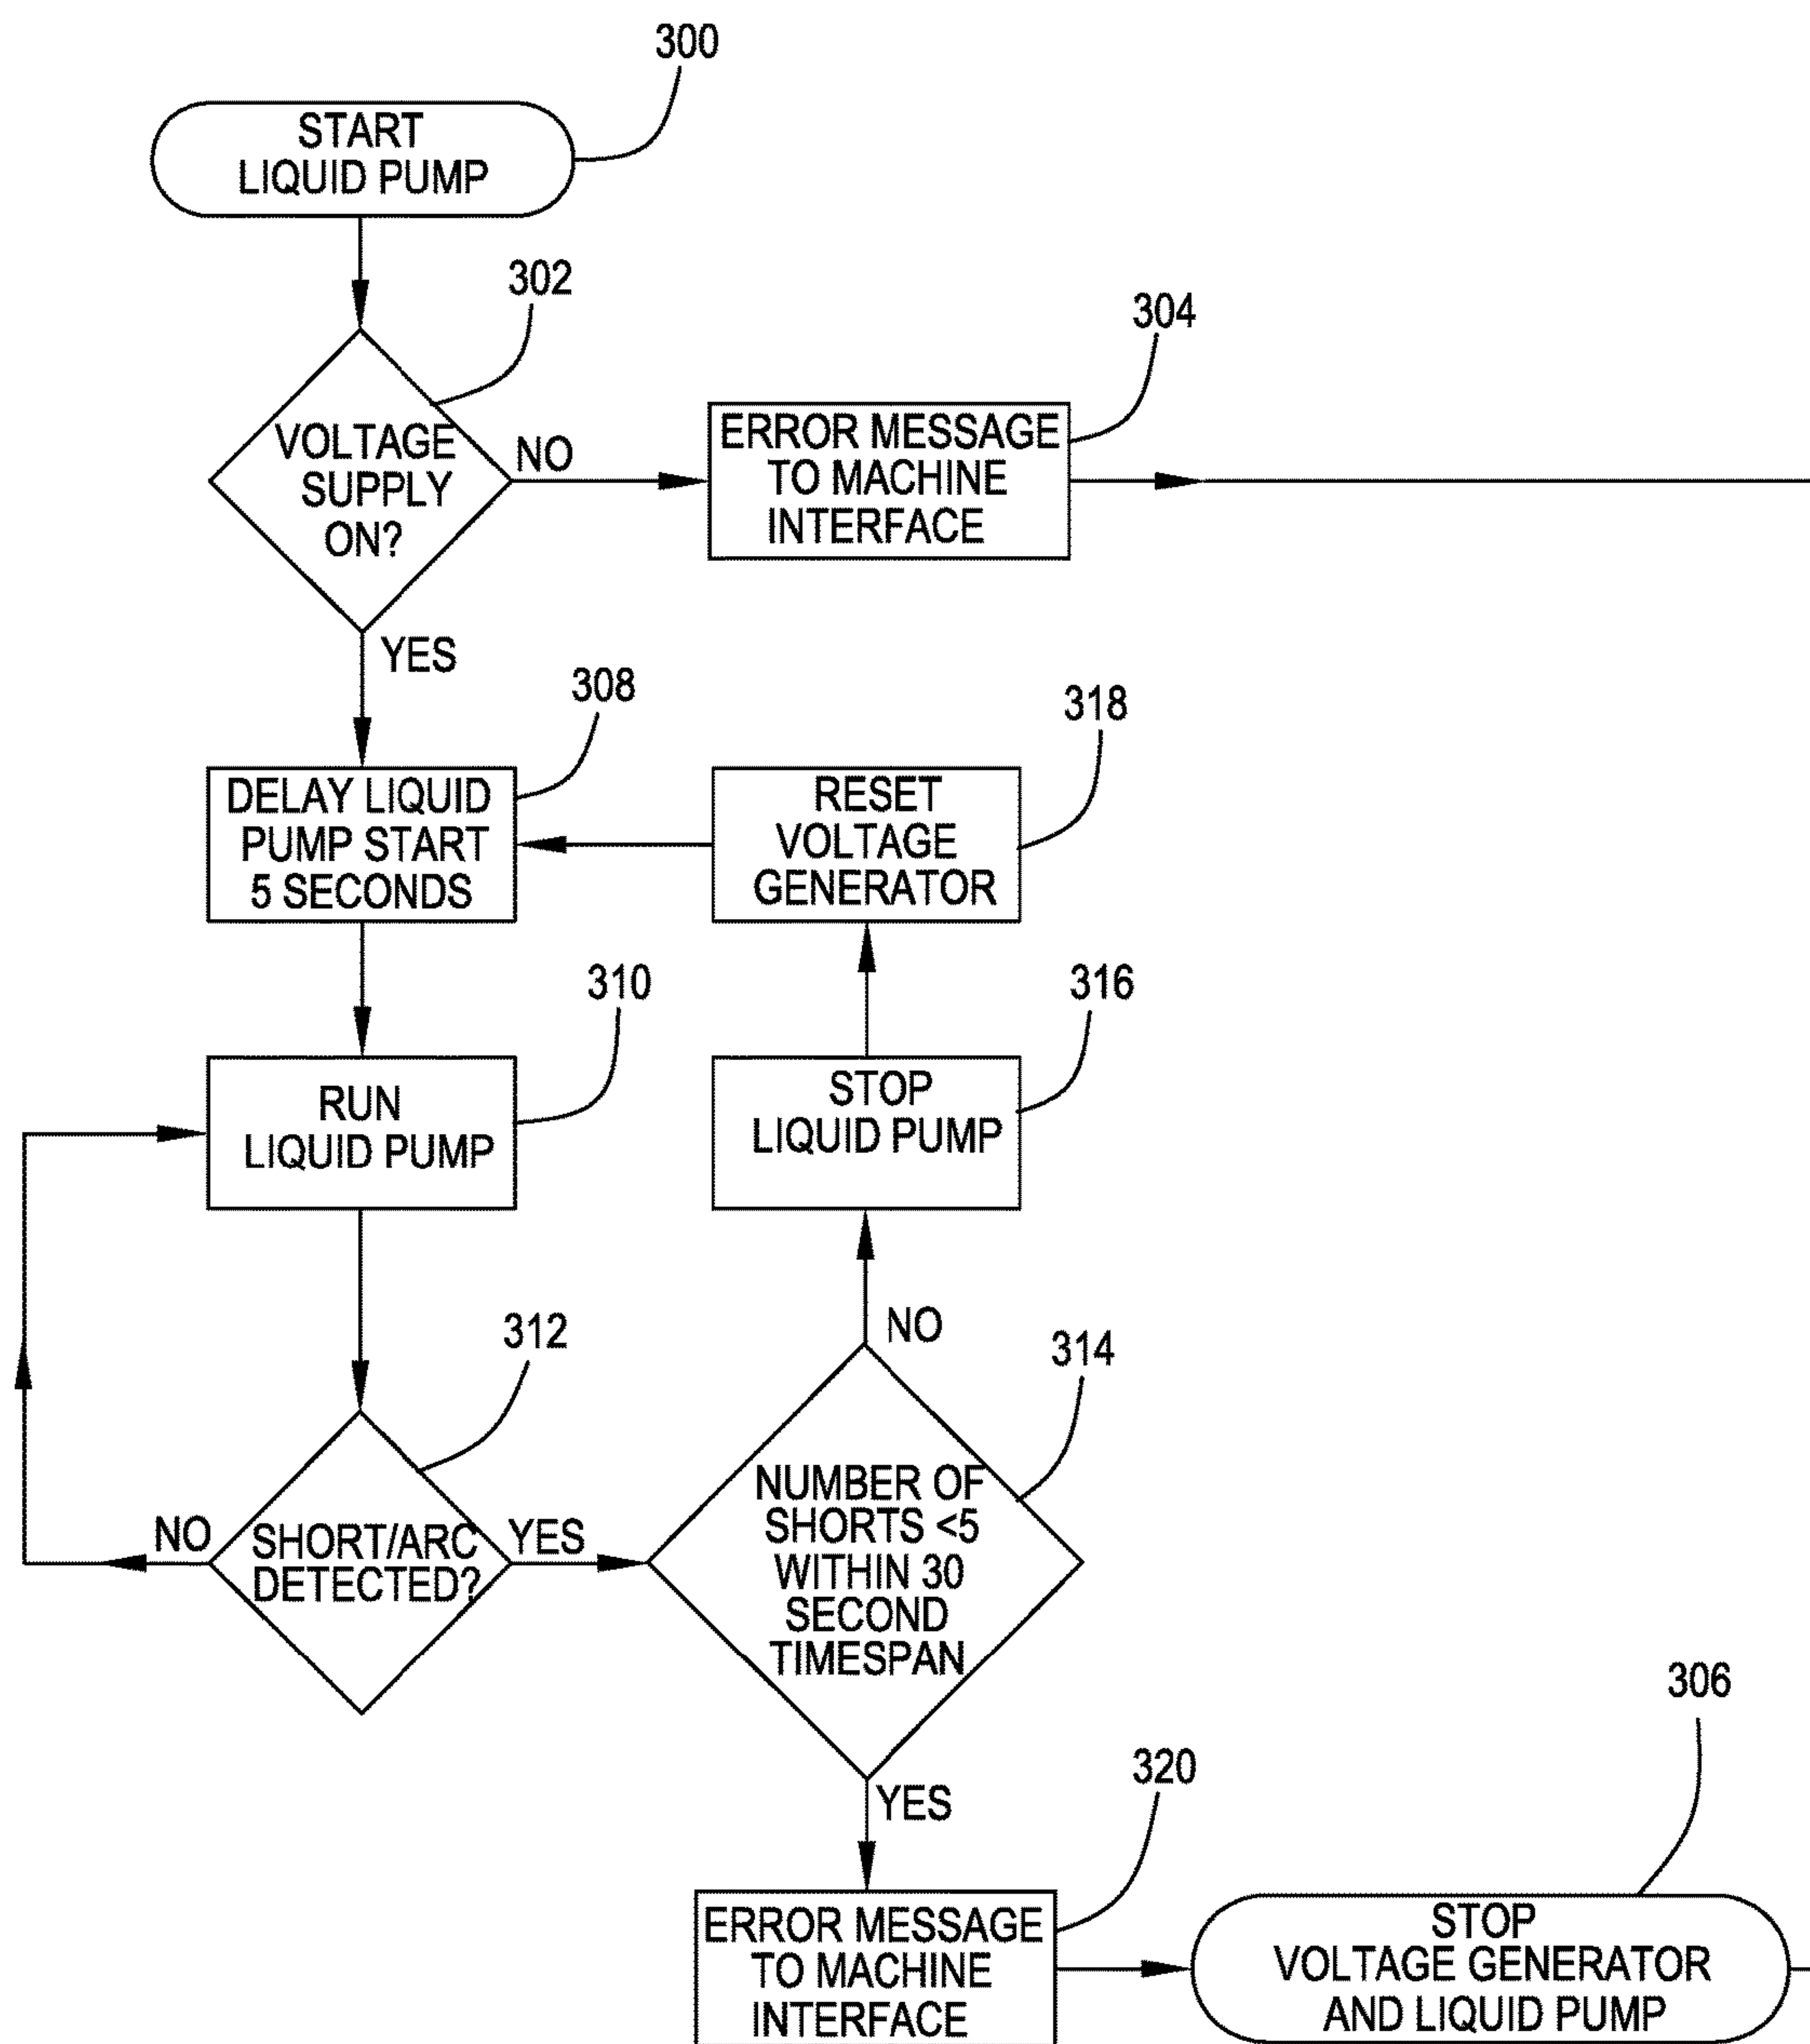 300
START
LIQUID PUMP
302
304
VOLTAGE
SUPPLY
ON?
NO
ERROR MESSAGE
TO MACHINE
INTERFACE
YES
308
318
DELAY LIQUID
PUMP START
5 SECONDS
RESET
VOLTAGE
GENERATOR
310
316
RUN
LIQUID PUMP
STOP
LIQUID PUMP
312
NO
314
NO
SHORT/ARC
DETECTED?
YES
NUMBER OF
SHORTS <5
WITHIN 30
SECOND
TIMESPAN
306
320
YES
ERROR MESSAGE
TO MACHINE
INTERFACE
STOP
VOLTAGE GENERATOR
AND LIQUID PUMP